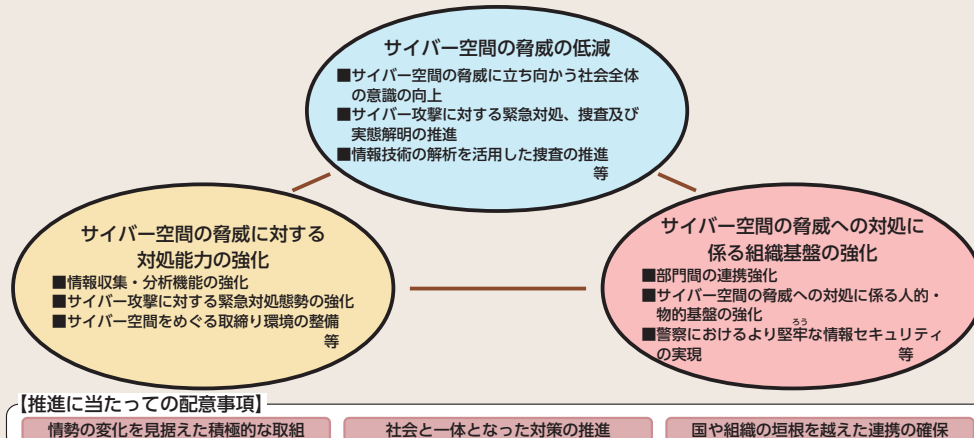 サイバー空間の脅威の低減
■サイバー空間の脅威に立ち向かう社会全体
の意識の向上
■サイバー攻撃に対する緊急対処、捜査及び
実態解明の推進
■情報技術の解析を活用した捜査の推進
等
サイバー空間の脅威に対する
対処能力の強化
■情報収集・分析機能の強化
■サイバー攻撃に対する緊急対処態勢の強化
■サイバー空間をめぐる取締り環境の整備
等
サイバー空間の脅威への対処に
係る組織基盤の強化
■部門間の連携強化
■サイバー空間の脅威への対処に係る人的・
物的基盤の強化
ろう
■警察におけるより堅牢な情報セキュリティ
の実現 等
【推進に当たっての配意事項】
情勢の変化を見据えた積極的な取組 社会と一体となった対策の推進 国や組織の垣根を越えた連携の確保